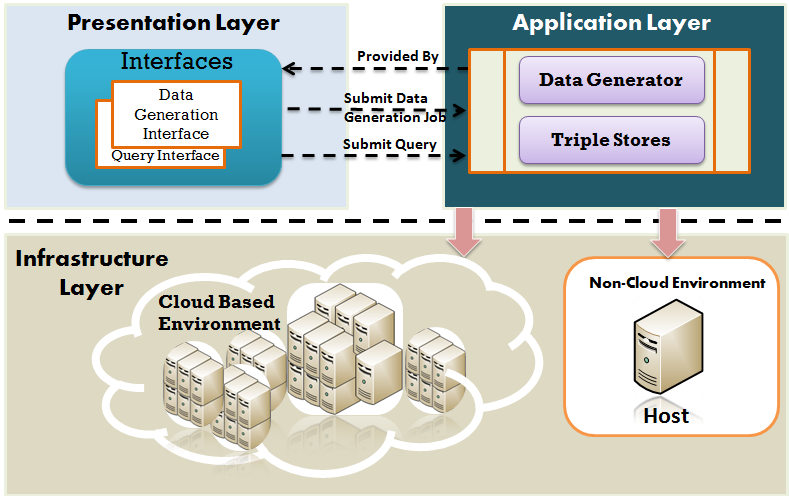 Presentation Layer
Interfaces
Data
Generation
Interface
Query Interface
Provided By
Submit Data
Generation Job
Submit Query
Application Layer
Data Generator
Triple Stores
Infrastructure
Layer
Cloud Based
Environment
Non-Cloud Environment
Host